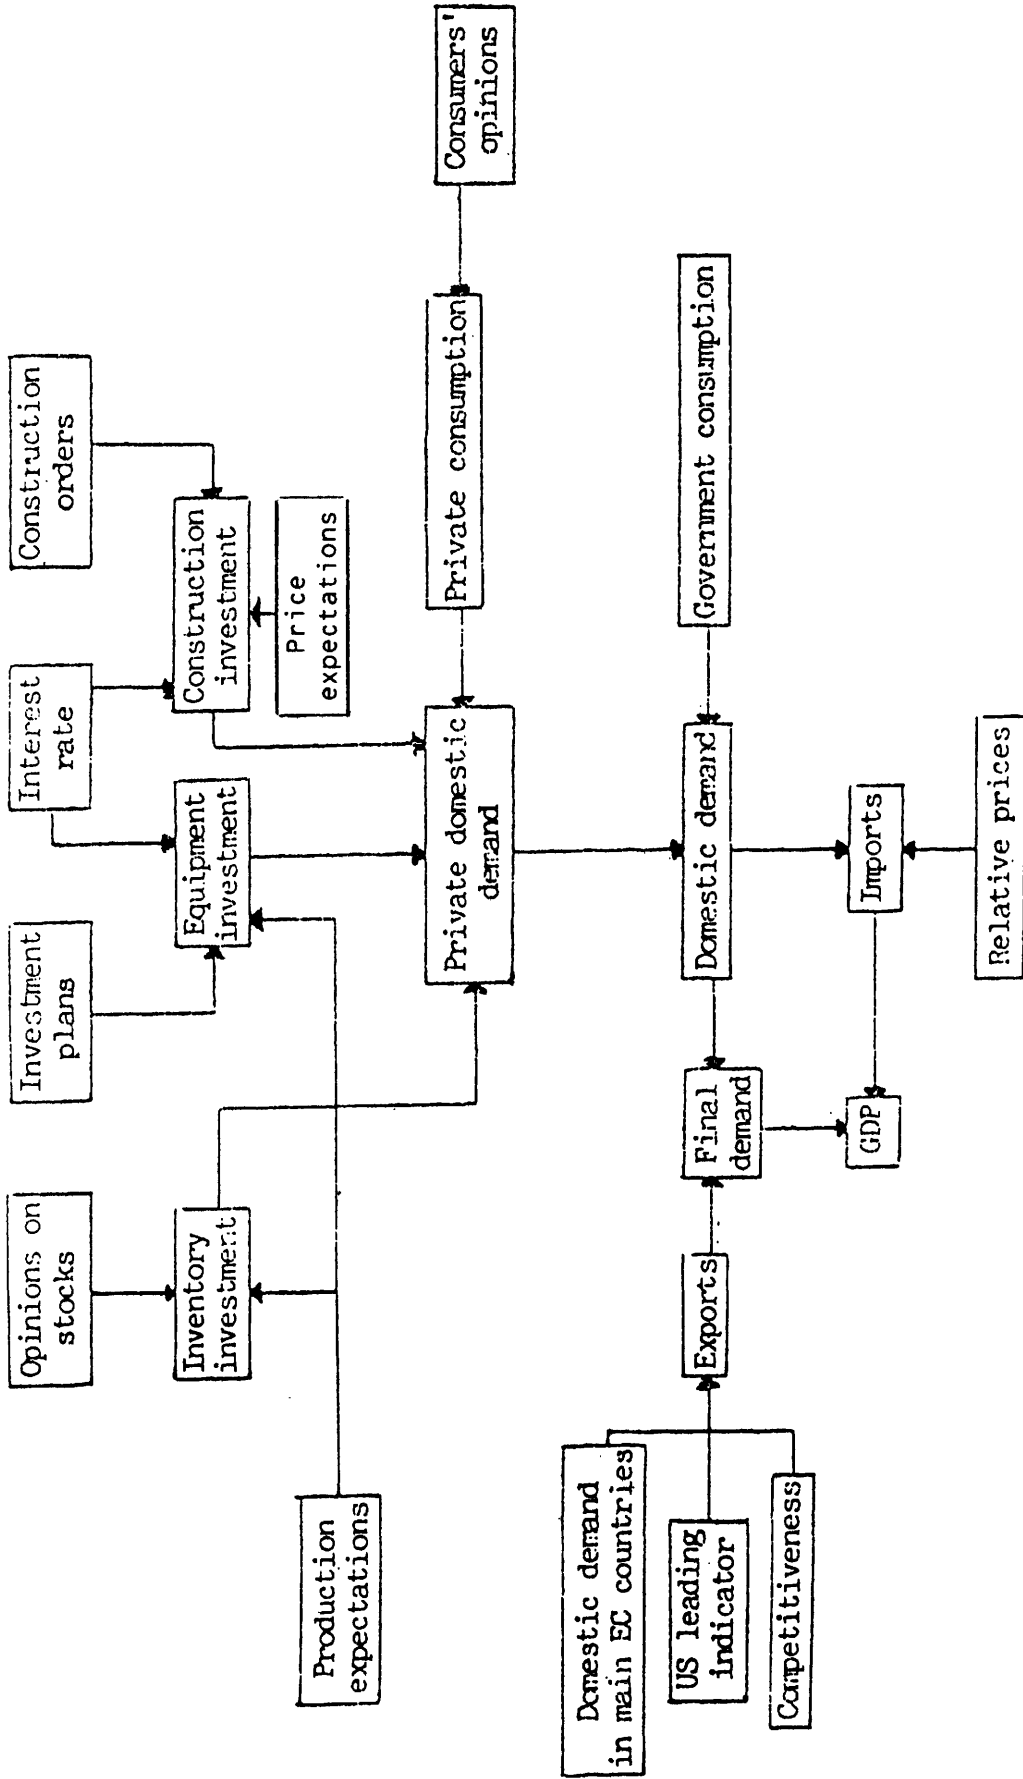 Opinions on
stocks
Investment
plans
Interest
rate
Construction
orders
Inventory
investment
Equipment
investment
Construction
investment
Production
expectations
Price
expectations
Private domestic
demand
Private consumption
Consumers'
opinions
Domestic demand
in main EC countries
US leading
indicator
Competitiveness
Exports
Final
demand
Domestic demand
Government consumption
GDP
Imports
Relative prices